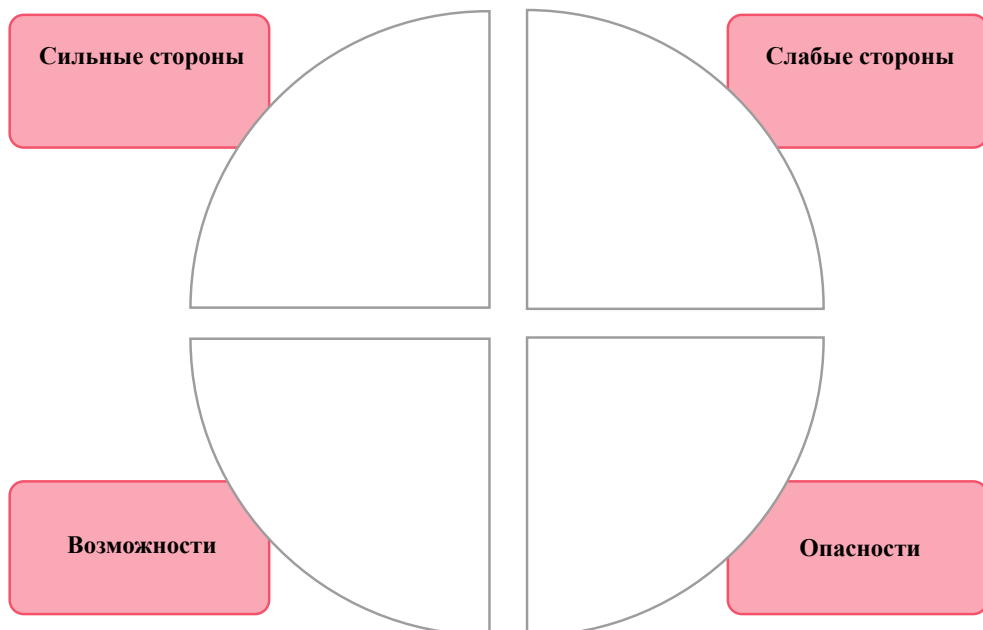 Сильные стороны
Слабые стороны
Возможности
Опасности